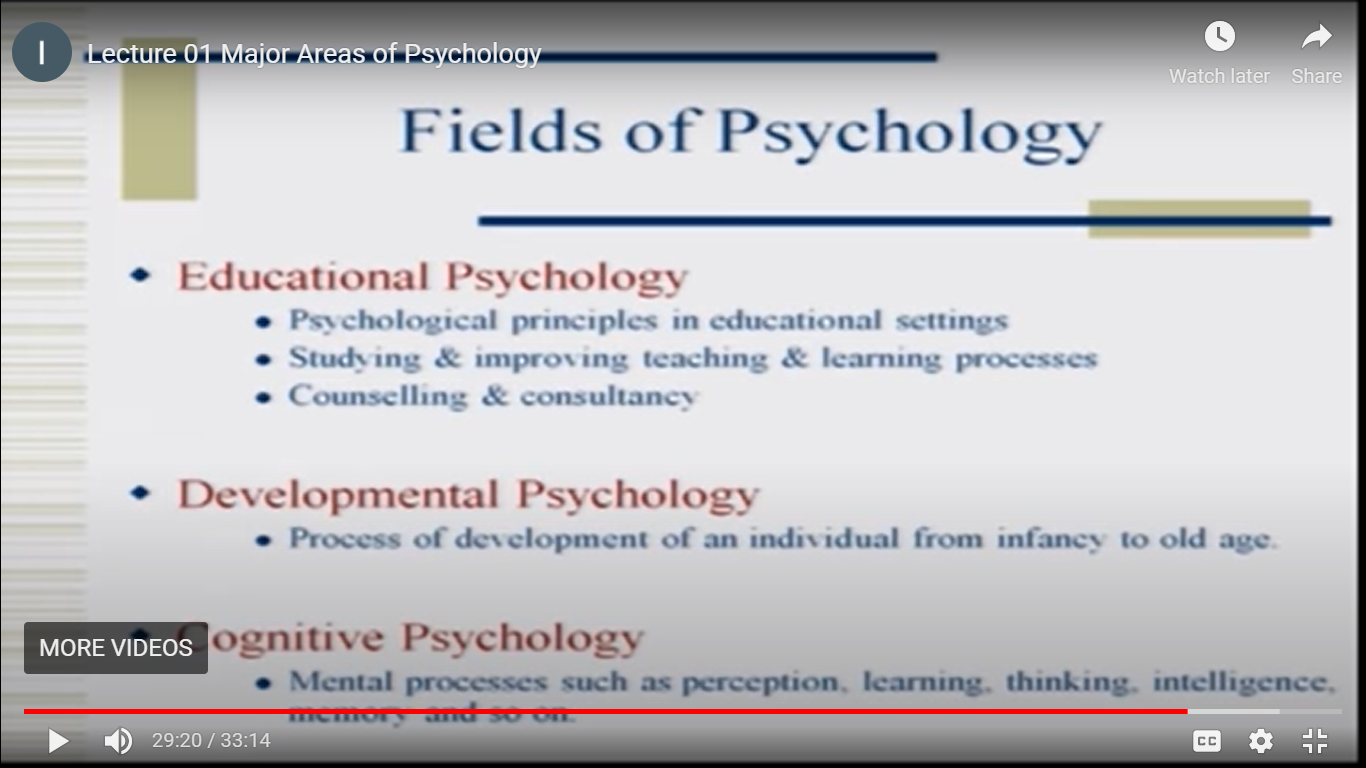 I
Lecture 01 Major Areas of Psychology
Watch later
Share
Fields of Psychology
Educational Psychology
Psychological principles in educational settings
Studying & improving teaching & learning processes
Counselling & consultancy
Developmental Psychology
Process of development of an individual from infancy to old age.
Cognitive Psychology
MORE VIDEOS
Mental processes such as perception, learning, thinking, intelligence,
memory and so on.
29:20 / 33:14
CC